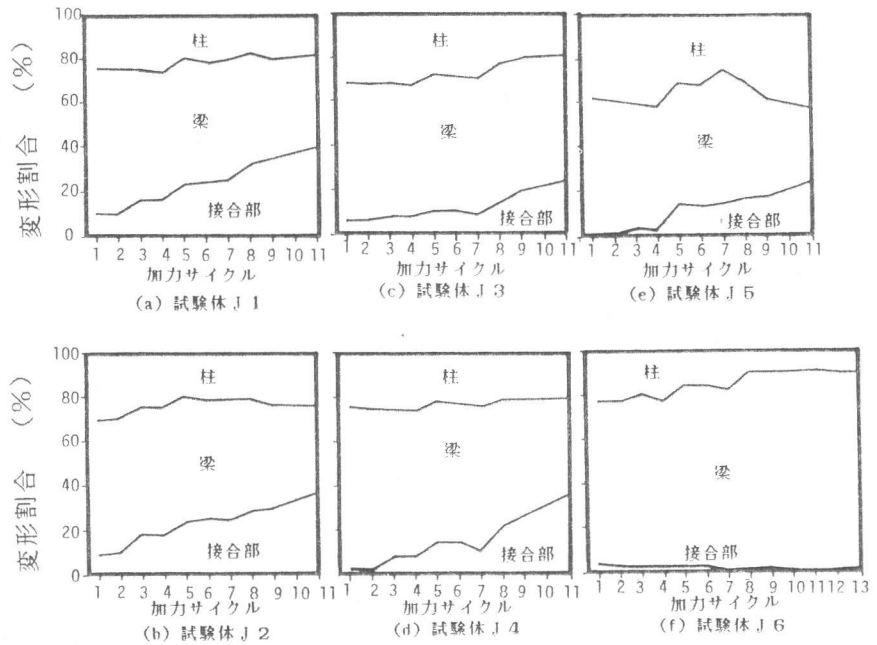 変形割合 (%)
100
80
60
40
20
0
柱
梁
接合部
1 2 3 4 5 6 7 8 9 10 11
加力サイクル
(a) 試験体J1
柱
梁
接合部
1 2 3 4 5 6 7 8 9 10 11
加力サイクル
(c) 試験体J3
柱
梁
接合部
1 2 3 4 5 6 7 8 9 10 11
加力サイクル
(e) 試験体J5
変形割合 (%)
100
80
60
40
20
0
柱
梁
接合部
1 2 3 4 5 6 7 8 9 10 11
加力サイクル
(b) 試験体J2
柱
梁
接合部
1 2 3 4 5 6 7 8 9 10 11
加力サイクル
(d) 試験体J4
柱
梁
接合部
1 2 3 4 5 6 7 8 9 10 11 12 13
加力サイクル
(f) 試験体J6